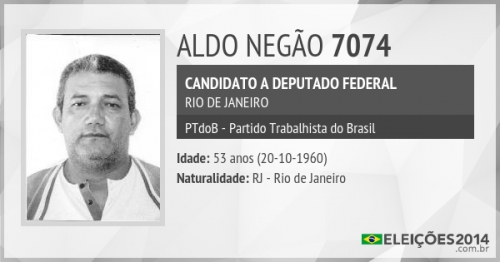 ALDO NEGÃO 7074
CANDIDATO A DEPUTADO FEDERAL
RIO DE JANEIRO
PTdoB - Partido Trabalhista do Brasil
Idade: 53 anos (20-10-1960)
Naturalidade: RJ - Rio de Janeiro
ELEIÇÕES2014
.com.br